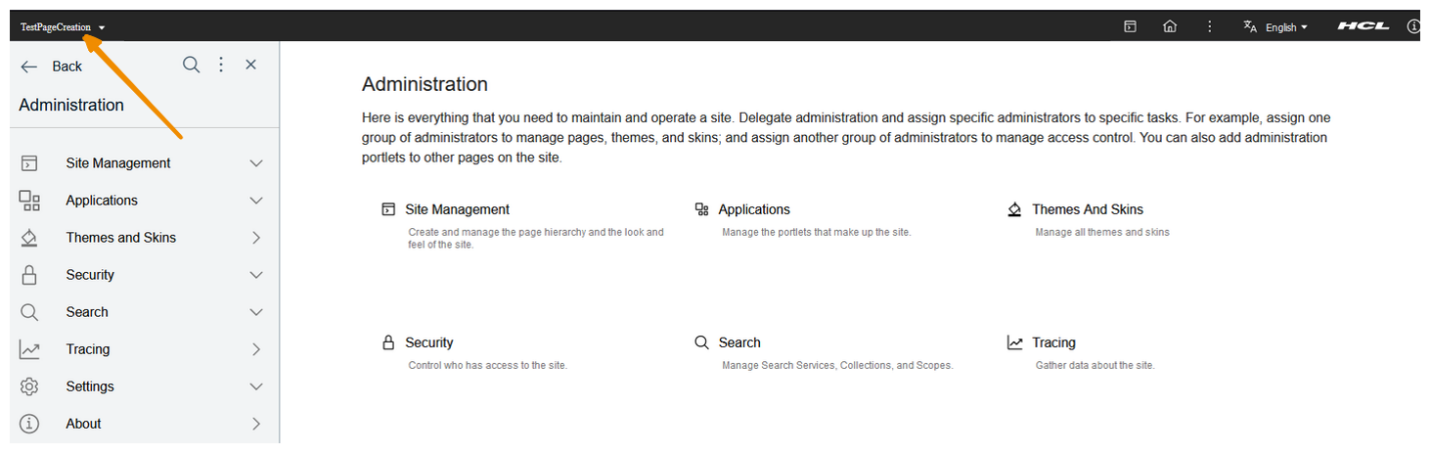 TestPageCreation
English
HCL
Back
Administration
Site Management
Applications
Themes and Skins
Security
Search
Tracing
Settings
About
Administration
Here is everything that you need to maintain and operate a site. Delegate administration and assign specific administrators to specific tasks. For example, assign one
group of administrators to manage pages, themes, and skins; and assign another group of administrators to manage access control. You can also add administration
portlets to other pages on the site.
Site Management
Create and manage the page hierarchy and the look and
feel of the site.
Applications
Manage the portlets that make up the site.
Themes And Skins
Manage all themes and skins
Security
Control who has access to the site.
Search
Manage Search Services, Collections, and Scopes.
Tracing
Gather data about the site.